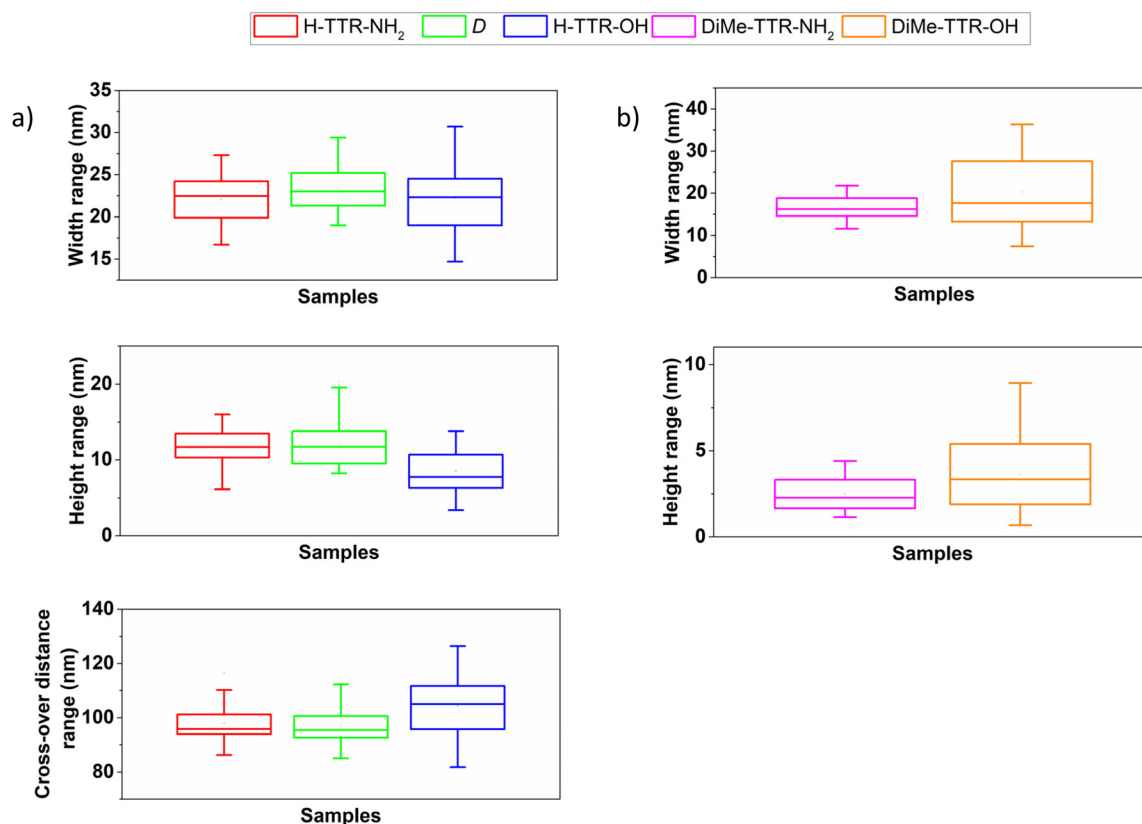 H-TTR-NH2 D H-TTR-OH DiMe-TTR-NH2 DiMe-TTR-OH
a)
Width range (nm)
35
30
25
20
15
Samples
b)
Width range (nm)
40
30
20
10
0
Samples
Height range (nm)
20
10
0
Samples
Height range (nm)
10
5
0
Samples
Cross-over distance
range (nm)
140
120
100
80
Samples